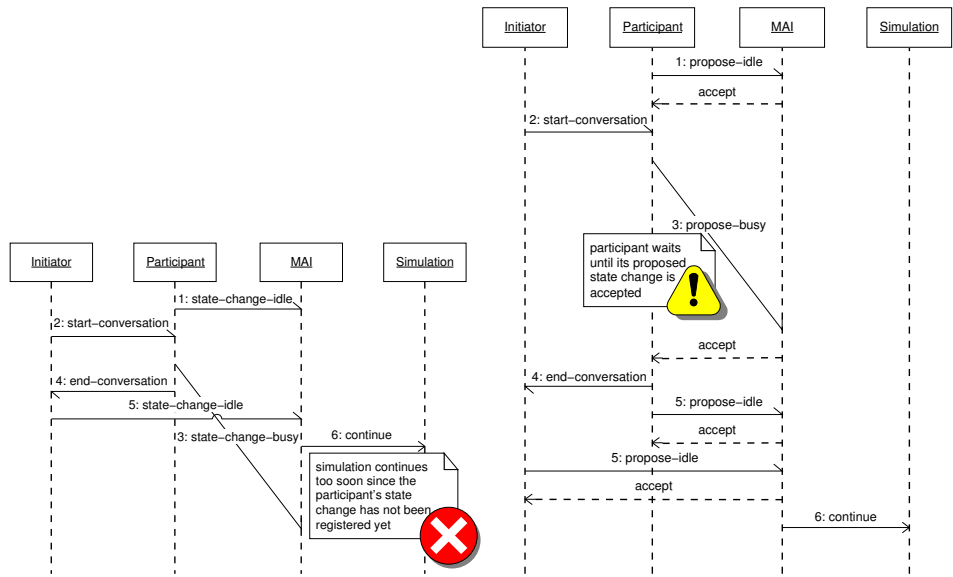 Initiator
Participant
MAI
Simulation
1: state-change-idle
2: start-conversation
4: end-conversation
5: state-change-idle
3: state-change-busy
6: continue
simulation continues
too soon since the
participant's state
change has not been
registered yet
Initiator
Participant
MAI
Simulation
1: propose-idle
accept
2: start-conversation
3: propose-busy
participant waits
until its proposed
state change is
accepted
accept
4: end-conversation
5: propose-idle
accept
5: propose-idle
accept
6: continue